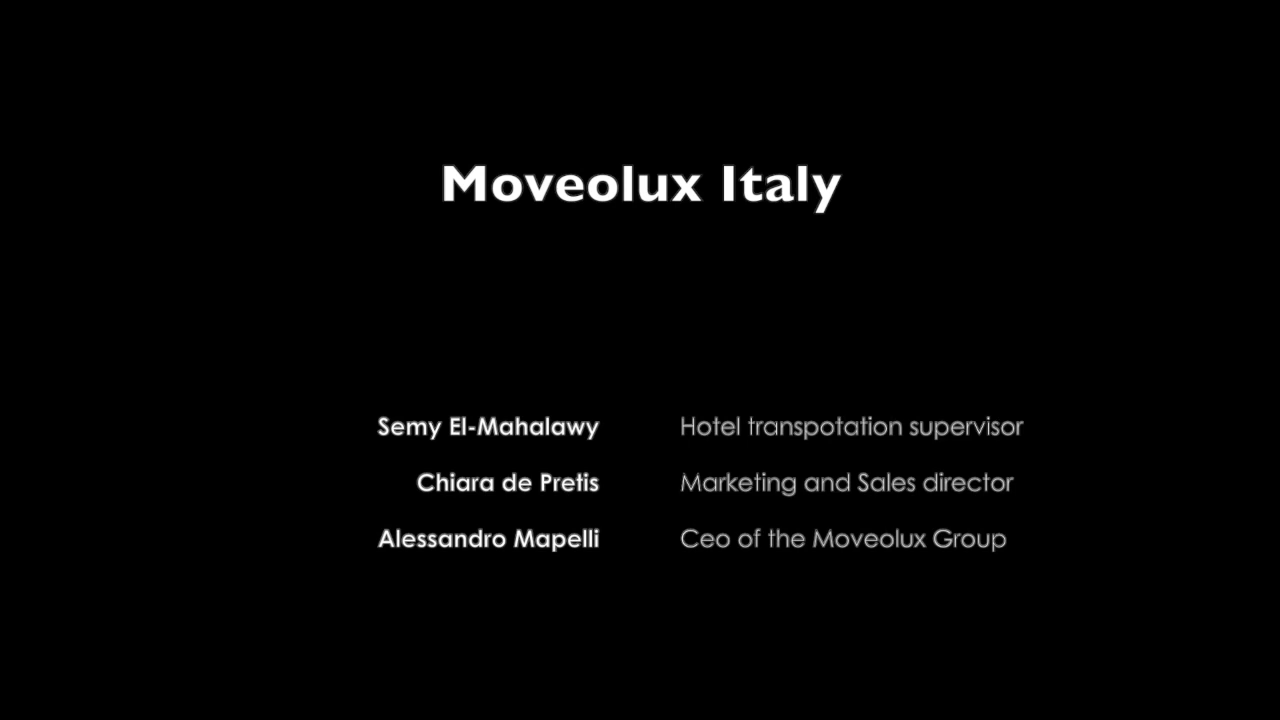 Moveolux Italy
Semy El-Mahalawy Hotel transpotation supervisor
Chiara de Pretis Marketing and Sales director
Alessandro Mapelli Ceo of the Moveolux Group